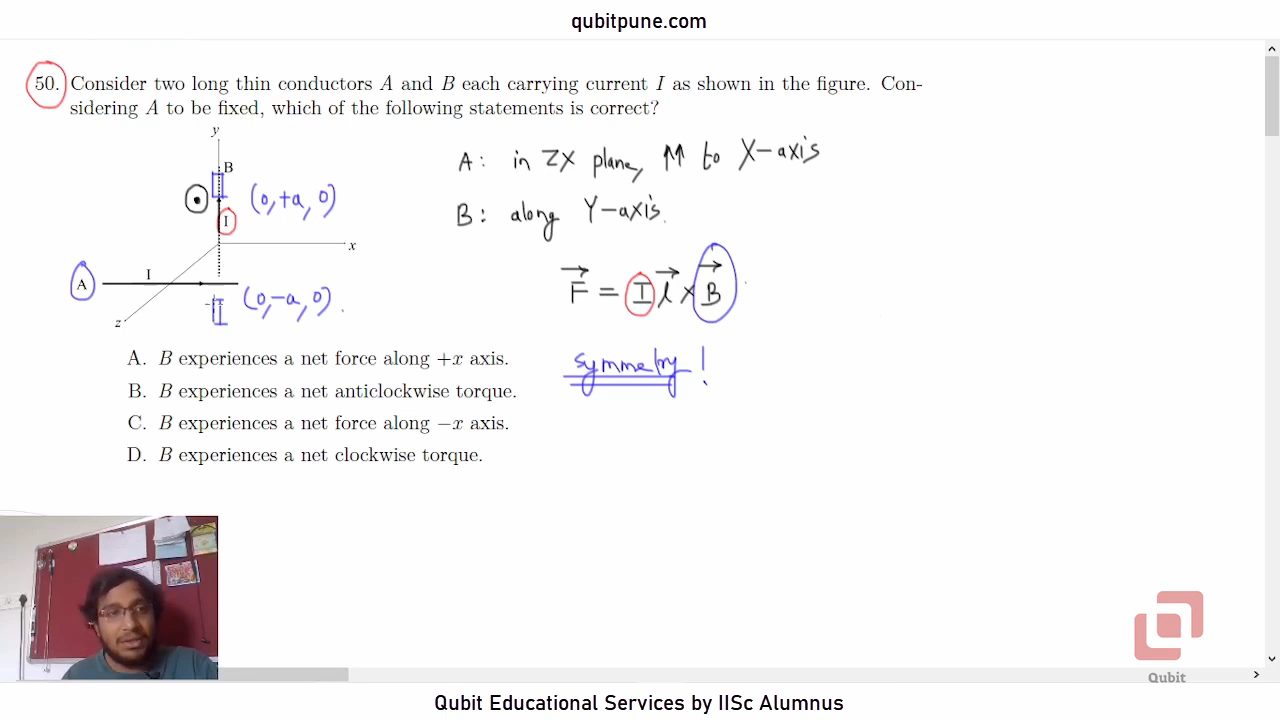 qubitpune.com
50. Consider two long thin conductors A and B each carrying current I as shown in the figure. Con-
sidering A to be fixed, which of the following statements is correct?
y
B
(0, +a, 0)
I
x
A
I
(0, -a, 0).
z
A: in ZX plane, ↑↑ to X-axis
B: along Y-axis.
F = I l × B
symmetry!
A. B experiences a net force along +x axis.
B. B experiences a net anticlockwise torque.
C. B experiences a net force along −x axis.
D. B experiences a net clockwise torque.
Qubit
Qubit Educational Services by IISc Alumnus